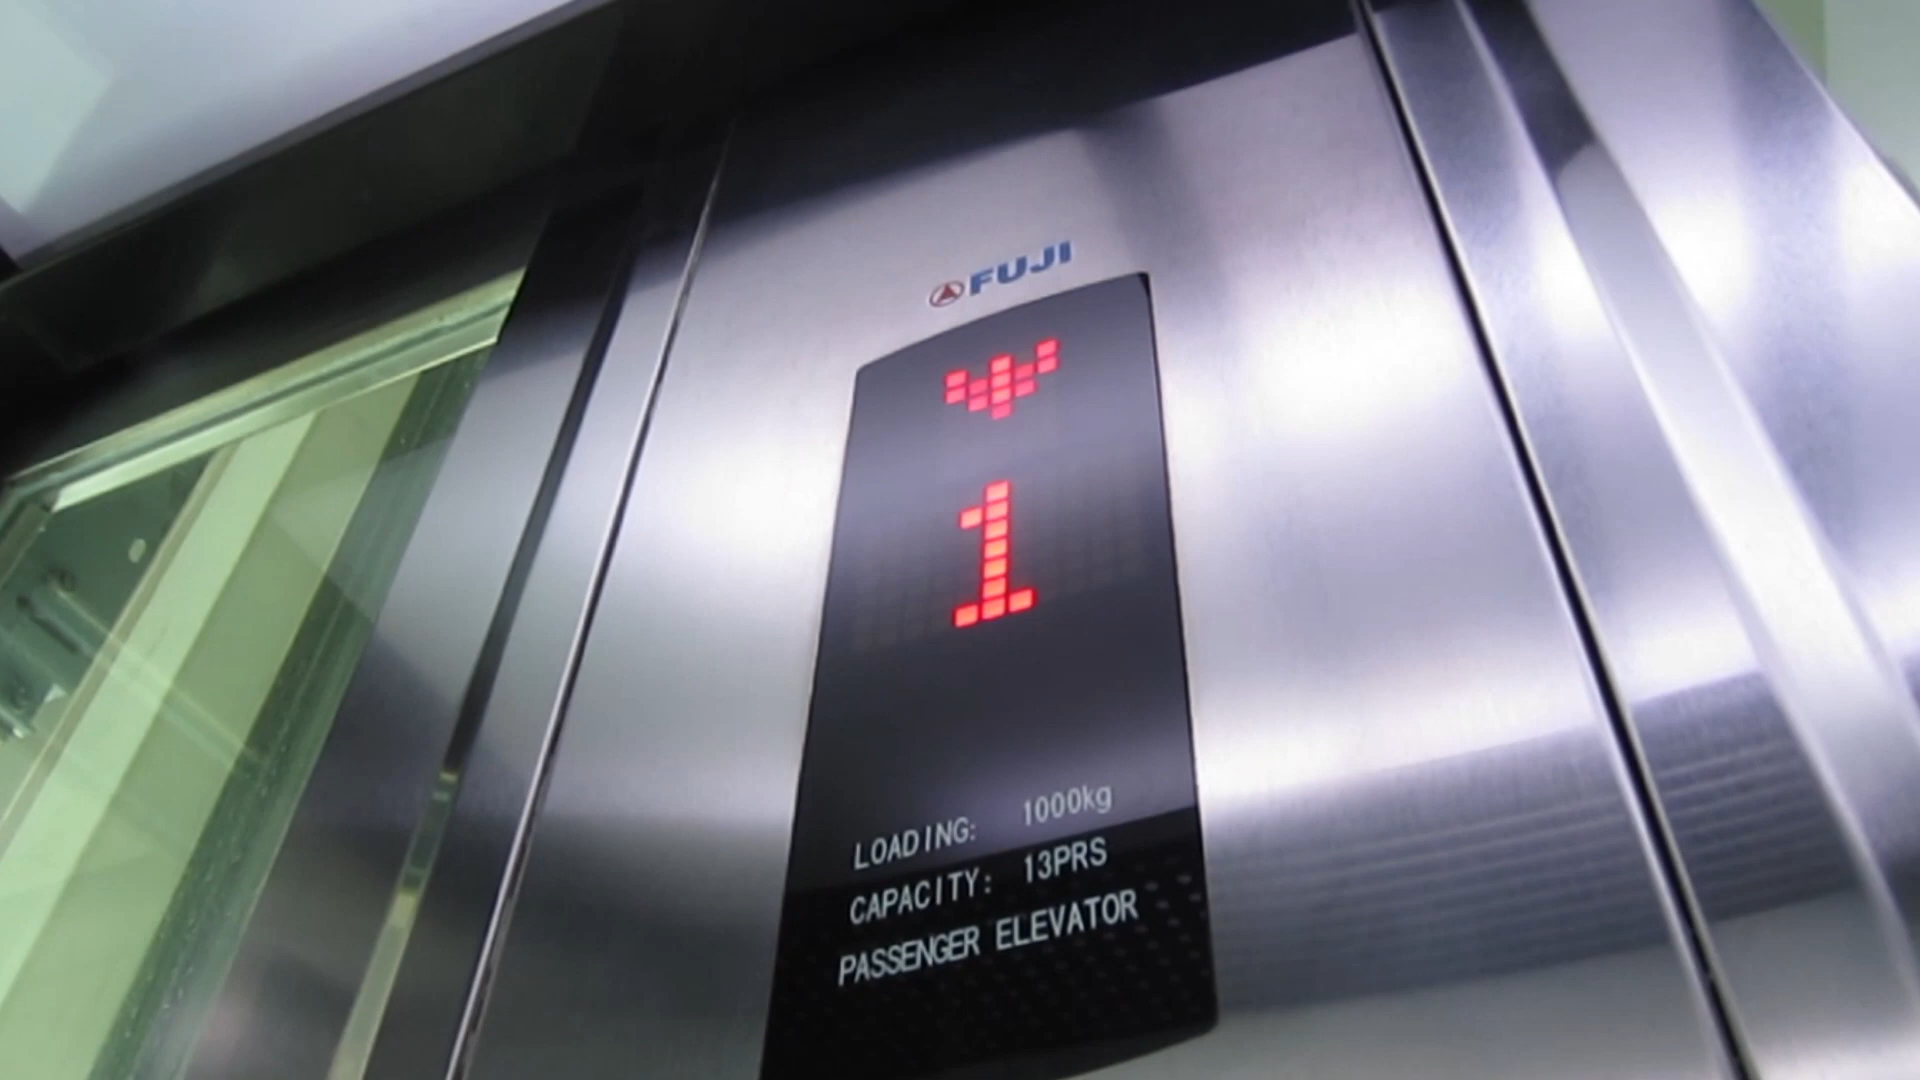 FUJI
1
LOADING: 1000kg
CAPACITY: 13PRS
PASSENGER ELEVATOR